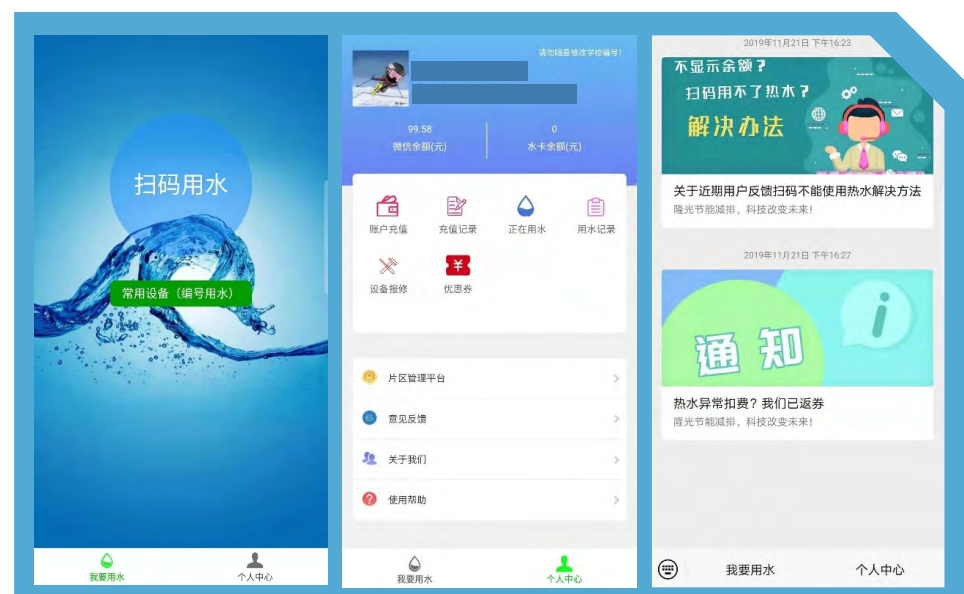 扫码用水
常用设备（编号用水）
我要用水
个人中心
请勿随意修改学校编号!
99.58
微信余额(元)
0
水卡余额(元)
账户充值
充值记录
正在用水
用水记录
设备报修
优惠券
片区管理平台
意见反馈
关于我们
使用帮助
我要用水
个人中心
2019年11月21日 下午16:23
不显示余额?
扫码用不了热水?
解决办法
关于近期用户反馈扫码不能使用热水解决方法
隆光节能减排，科技改变未来!
2019年11月21日 下午16:27
通知
热水异常扣费? 我们已返券
隆光节能减排，科技改变未来!
我要用水
个人中心